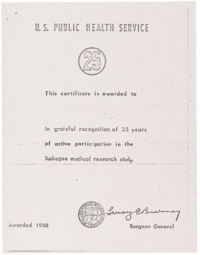 U.S. PUBLIC HEALTH SERVICE
25
This certificate is awarded to
In grateful recognition of 25 years
of active participation in the
Tuskegee medical research study.
Awarded 1958
Surgeon General